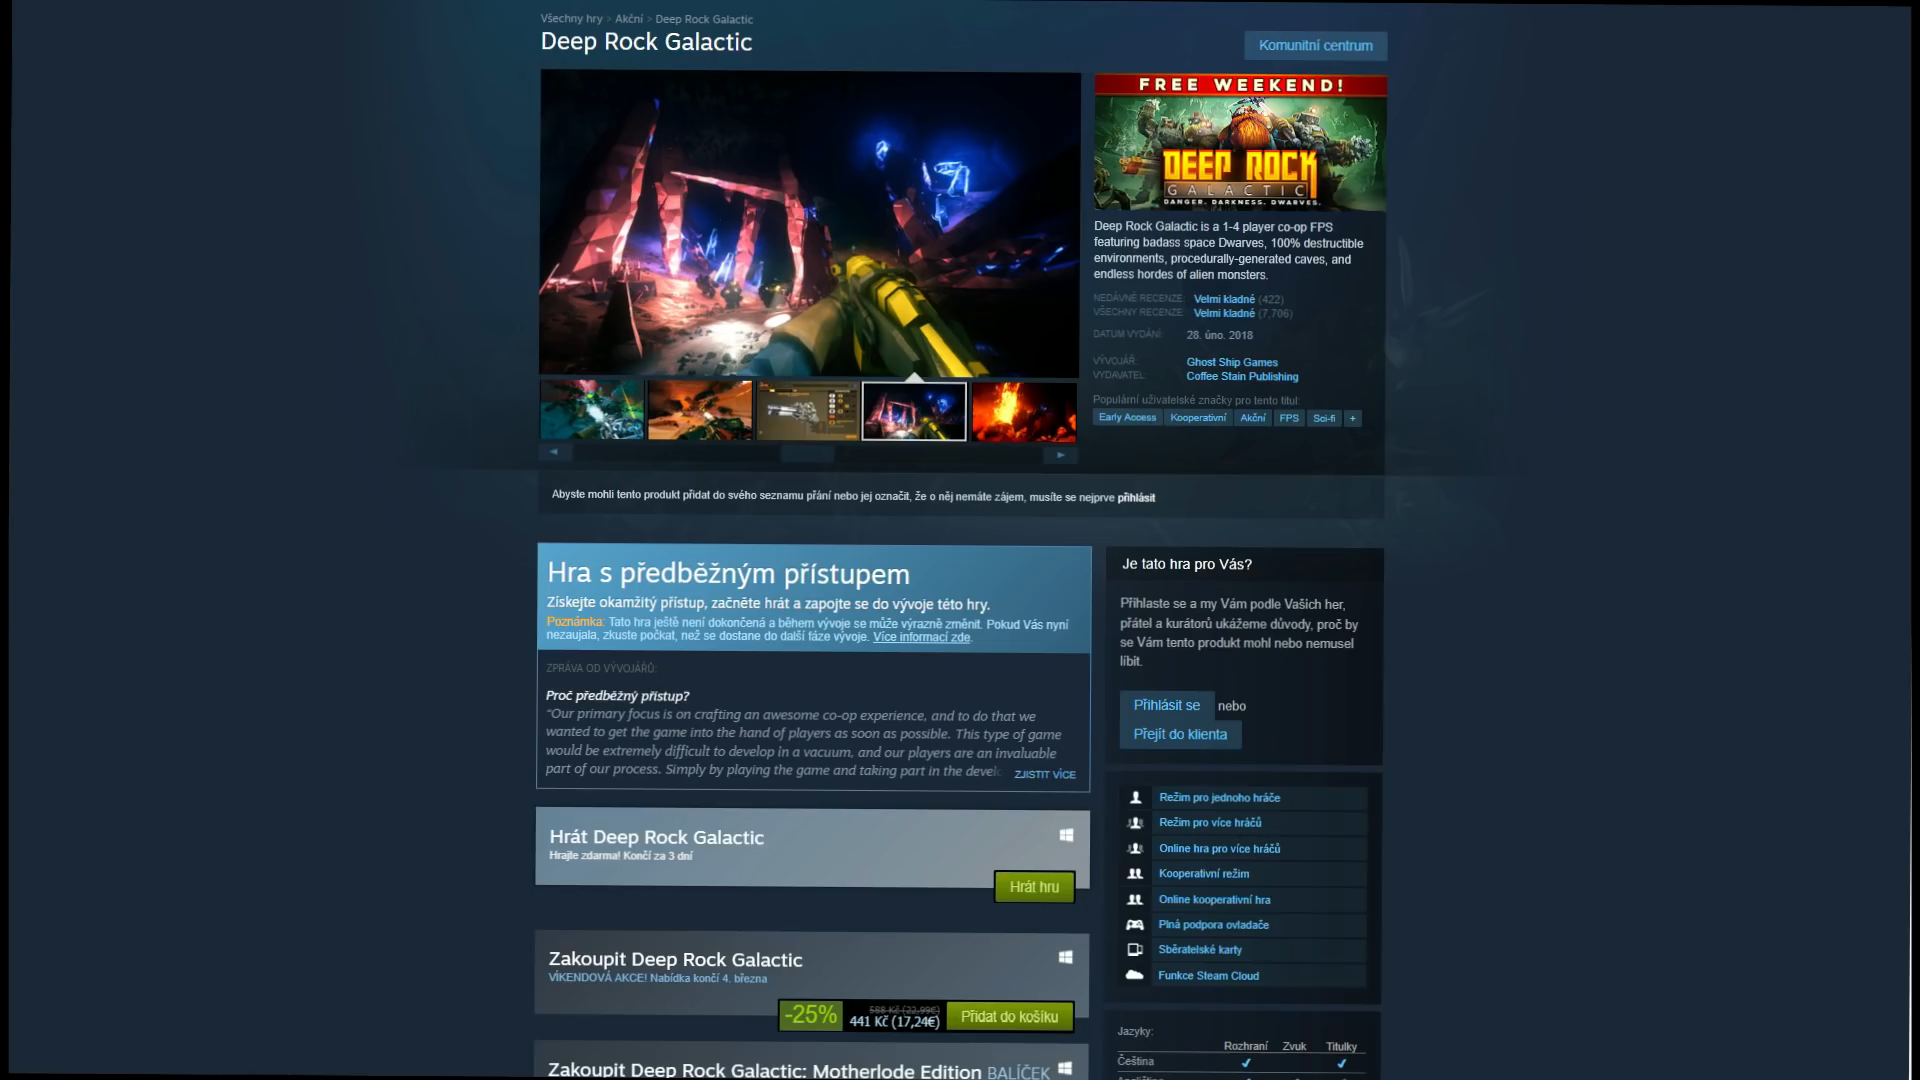 Všechny hry > Akční > Deep Rock Galactic
Deep Rock Galactic
Komunitní centrum
FREE WEEKEND!
DEEP ROCK
GALACTIC
DANGER. DARKNESS. DWARVES.
Deep Rock Galactic is a 1-4 player co-op FPS
featuring badass space Dwarves, 100% destructible
environments, procedurally-generated caves, and
endless hordes of alien monsters.
NEDÁVNÉ RECENZE: Velmi kladné (422)
VŠECHNY RECENZE: Velmi kladné (7,706)
DATUM VYDÁNÍ: 28. úno. 2018
VÝVOJÁŘ: Ghost Ship Games
VYDAVATEL: Coffee Stain Publishing
Populární uživatelské značky pro tento titul:
Early Access Kooperativní Akční FPS Sci-fi +
Abyste mohli tento produkt přidat do svého seznamu přání nebo jej označit, že o něj nemáte zájem, musíte se nejprve přihlásit
Hra s předběžným přístupem
Získejte okamžitý přístup, začněte hrát a zapojte se do vývoje této hry.
Poznámka: Tato hra ještě není dokončená a během vývoje se může výrazně změnit. Pokud Vás nyní
nezaujala, zkuste počkat, než se dostane do další fáze vývoje. Více informací zde.
ZPRÁVA OD VÝVOJÁŘŮ:
Proč předběžný přístup?
“Our primary focus is on crafting an awesome co-op experience, and to do that we
wanted to get the game into the hand of players as soon as possible. This type of game
would be extremely difficult to develop in a vacuum, and our players are an invaluable
part of our process. Simply by playing the game and taking part in the develo
ZJISTIT VÍCE
Hrát Deep Rock Galactic
Hrajte zdarma! Končí za 3 dní
Hrát hru
Zakoupit Deep Rock Galactic
VÍKENDOVÁ AKCE! Nabídka končí 4. března
-25% 588 Kč (22,99€)
441 Kč (17,24€)
Přidat do košíku
Zakoupit Deep Rock Galactic: Motherlode Edition BALÍČEK
Je tato hra pro Vás?
Přihlaste se a my Vám podle Vašich her,
přátel a kurátorů ukážeme důvody, proč by
se Vám tento produkt mohl nebo nemusel
líbit.
Přihlásit se nebo
Přejít do klienta
Režim pro jednoho hráče
Režim pro více hráčů
Online hra pro více hráčů
Kooperativní režim
Online kooperativní hra
Plná podpora ovladače
Sběratelské karty
Funkce Steam Cloud
Jazyky:
Rozhraní Zvuk Titulky
Čeština ✔ ✔